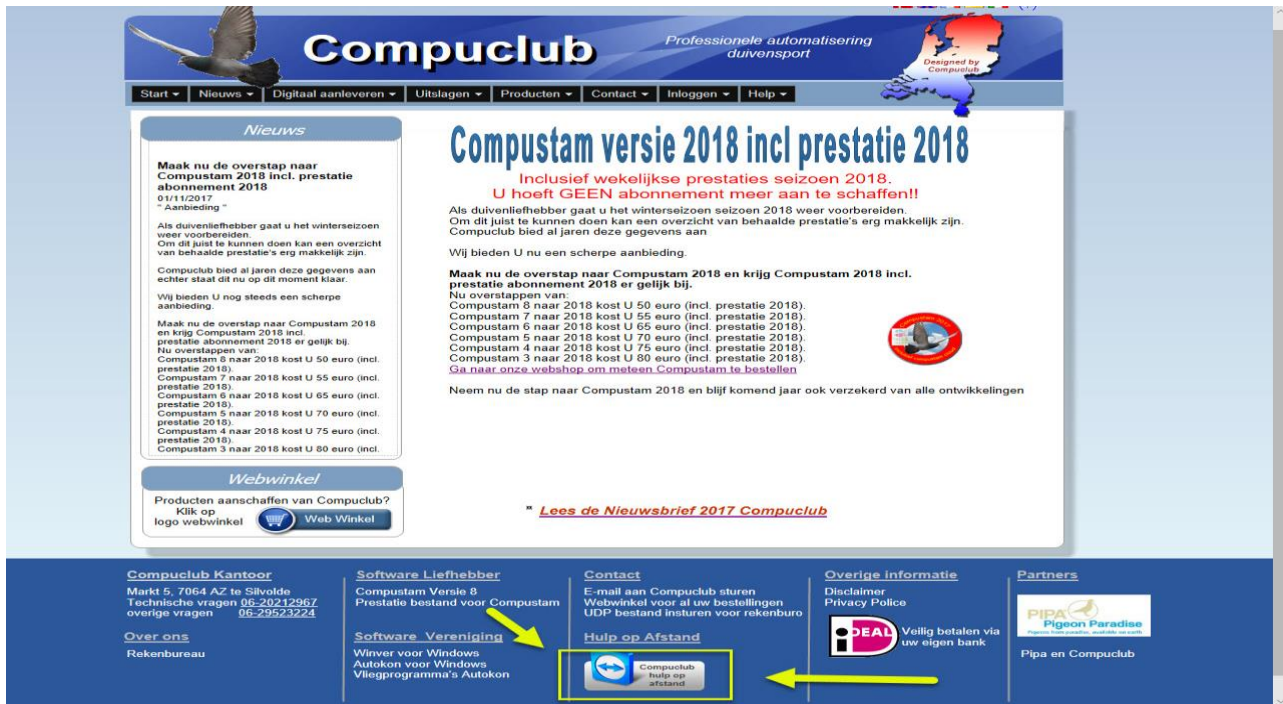 Compuclub
Professionele automatisering
duivensport
Designed by
Compuclub
Start
Nieuws
Digitaal aanleveren
Uitslagen
Producten
Contact
Inloggen
Help
Nieuws
Maak nu de overstap naar
Compustam 2018 incl. prestatie
abonnement 2018
01/11/2017
" Aanbieding "
Als duivenliefhebber gaat u het winterseizoen
weer voorbereiden.
Om dit juist te kunnen doen kan een overzicht
van behaalde prestatie's erg makkelijk zijn.
Compuclub bied al jaren deze gegevens aan
echter staat dit nu op dit moment klaar.
Wij bieden U nog steeds een scherpe
aanbieding.
Maak nu de overstap naar Compustam 2018
en krijg Compustam 2018 incl.
prestatie abonnement 2018 er gelijk bij.
Nu overstappen van:
Compustam 8 naar 2018 kost U 50 euro (incl.
prestatie 2018).
Compustam 7 naar 2018 kost U 55 euro (incl.
prestatie 2018).
Compustam 6 naar 2018 kost U 65 euro (incl.
prestatie 2018).
Compustam 5 naar 2018 kost U 70 euro (incl.
prestatie 2018).
Compustam 4 naar 2018 kost U 75 euro (incl.
prestatie 2018).
Compustam 3 naar 2018 kost U 80 euro (incl.
Webwinkel
Producten aanschaffen van Compuclub?
Klik op
logo webwinkel
Web Winkel
Compustam versie 2018 incl prestatie 2018
Inclusief wekelijkse prestaties seizoen 2018.
U hoeft GEEN abonnement meer aan te schaffen!!
Als duivenliefhebber gaat u het winterseizoen seizoen 2018 weer voorbereiden.
Om dit juist te kunnen doen kan een overzicht van behaalde prestatie's erg makkelijk zijn.
Compuclub bied al jaren deze gegevens aan
Wij bieden U nu een scherpe aanbieding.
Maak nu de overstap naar Compustam 2018 en krijg Compustam 2018 incl.
prestatie abonnement 2018 er gelijk bij.
Nu overstappen van:
Compustam 8 naar 2018 kost U 50 euro (incl. prestatie 2018).
Compustam 7 naar 2018 kost U 55 euro (incl. prestatie 2018).
Compustam 6 naar 2018 kost U 65 euro (incl. prestatie 2018).
Compustam 5 naar 2018 kost U 70 euro (incl. prestatie 2018).
Compustam 4 naar 2018 kost U 75 euro (incl. prestatie 2018).
Compustam 3 naar 2018 kost U 80 euro (incl. prestatie 2018).
Ga naar onze webshop om meteen Compustam te bestellen
Neem nu de stap naar Compustam 2018 en blijf komend jaar ook verzekerd van alle ontwikkelingen
" Lees de Nieuwsbrief 2017 Compuclub
Compuclub Kantoor
Markt 5, 7064 AZ te Silvolde
Technische vragen 06-20212967
overige vragen 06-29523224
Over ons
Rekenbureau
Software Liefhebber
Compustam Versie 8
Prestatie bestand voor Compustam
Software Vereniging
Winver voor Windows
Autokon voor Windows
Vliegprogramma's Autokon
Contact
E-mail aan Compuclub sturen
Webwinkel voor al uw bestellingen
UDP bestand insturen voor rekenburo
Hulp op Afstand
Compuclub
hulp op
afstand
Overige informatie
Disclaimer
Privacy Police
iDEAL
Veilig betalen via
uw eigen bank
Partners
PIPA
Pigeon Paradise
Pipa en Compuclub